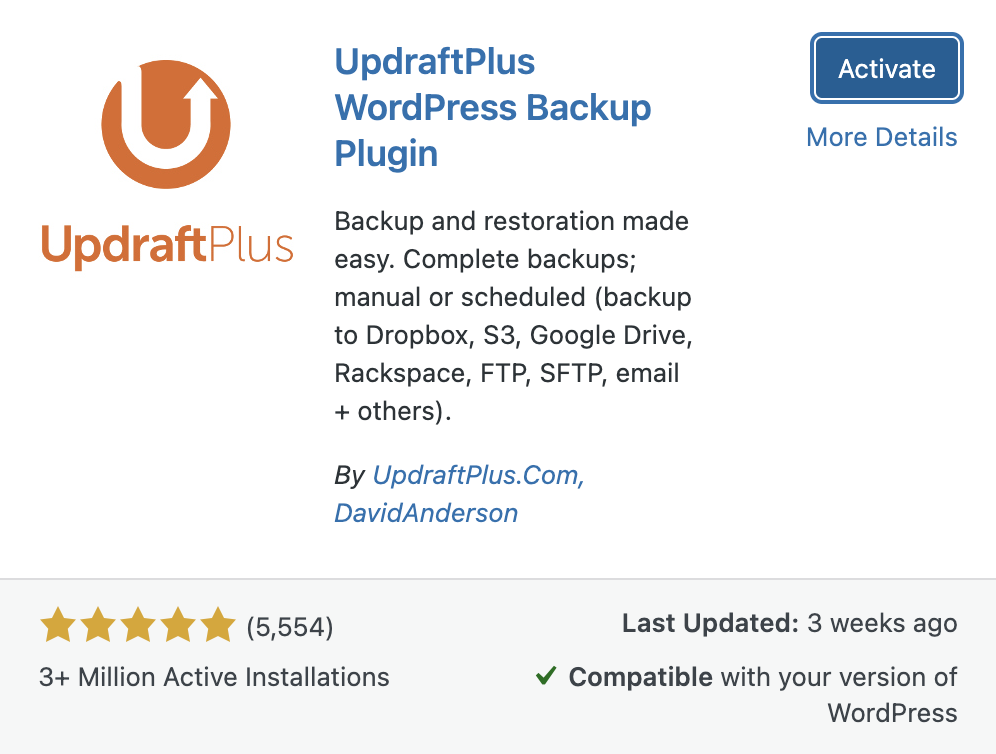 UpdraftPlus
UpdraftPlus
WordPress Backup
Plugin
Activate
More Details
Backup and restoration made
easy. Complete backups;
manual or scheduled (backup
to Dropbox, S3, Google Drive,
Rackspace, FTP, SFTP, email
+ others).
By UpdraftPlus.Com,
DavidAnderson
(5,554)
3+ Million Active Installations
Last Updated: 3 weeks ago
Compatible with your version of
WordPress